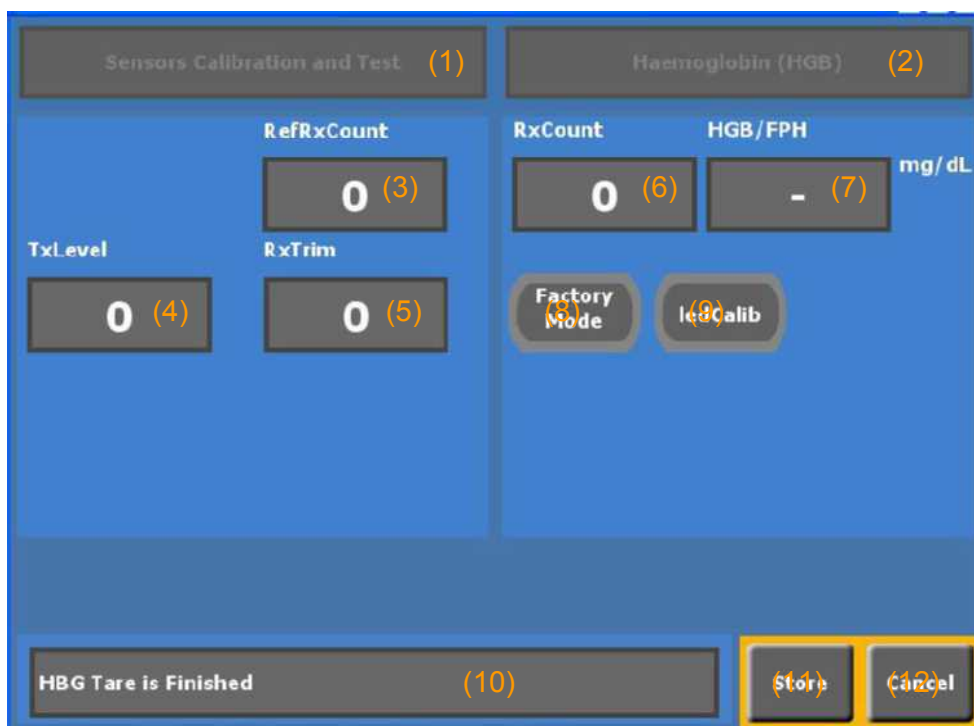 Sensors Calibration and Test (1)
Haemoglobin (HGB) (2)
RefRxCount
RxCount
HGB/FPH
0 (3)
0 (6)
- (7)
mg/dL
TxLevel
RxTrim
0 (4)
0 (5)
Factory
Mode
(8)
ledCalib
(9)
HBG Tare is Finished (10)
Store
(11)
Cancel
(12)